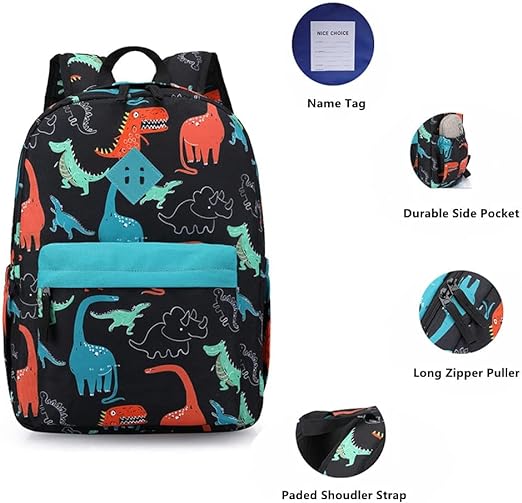 NICE CHOICE
Name Tag
Durable Side Pocket
Long Zipper Puller
Paded Shoudler Strap